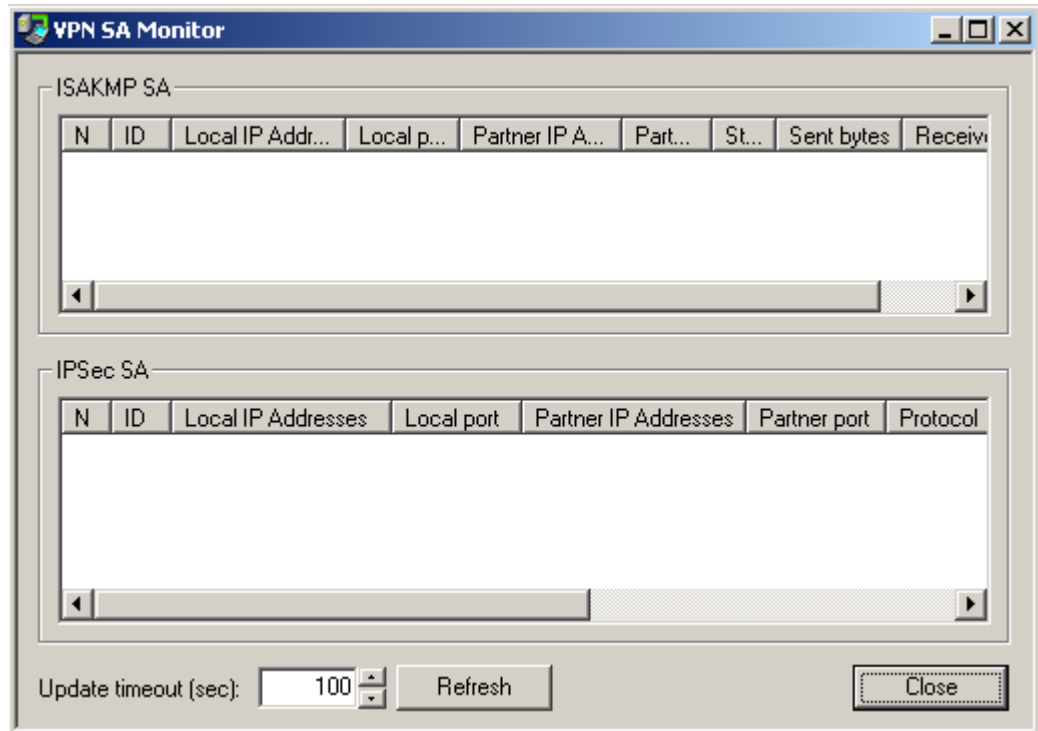 VPN SA Monitor
ISAKMP SA
N ID Local IP Addr... Local p... Partner IP A... Part... St... Sent bytes Receiv
IPSec SA
N ID Local IP Addresses Local port Partner IP Addresses Partner port Protocol
Update timeout (sec): 100 Refresh Close